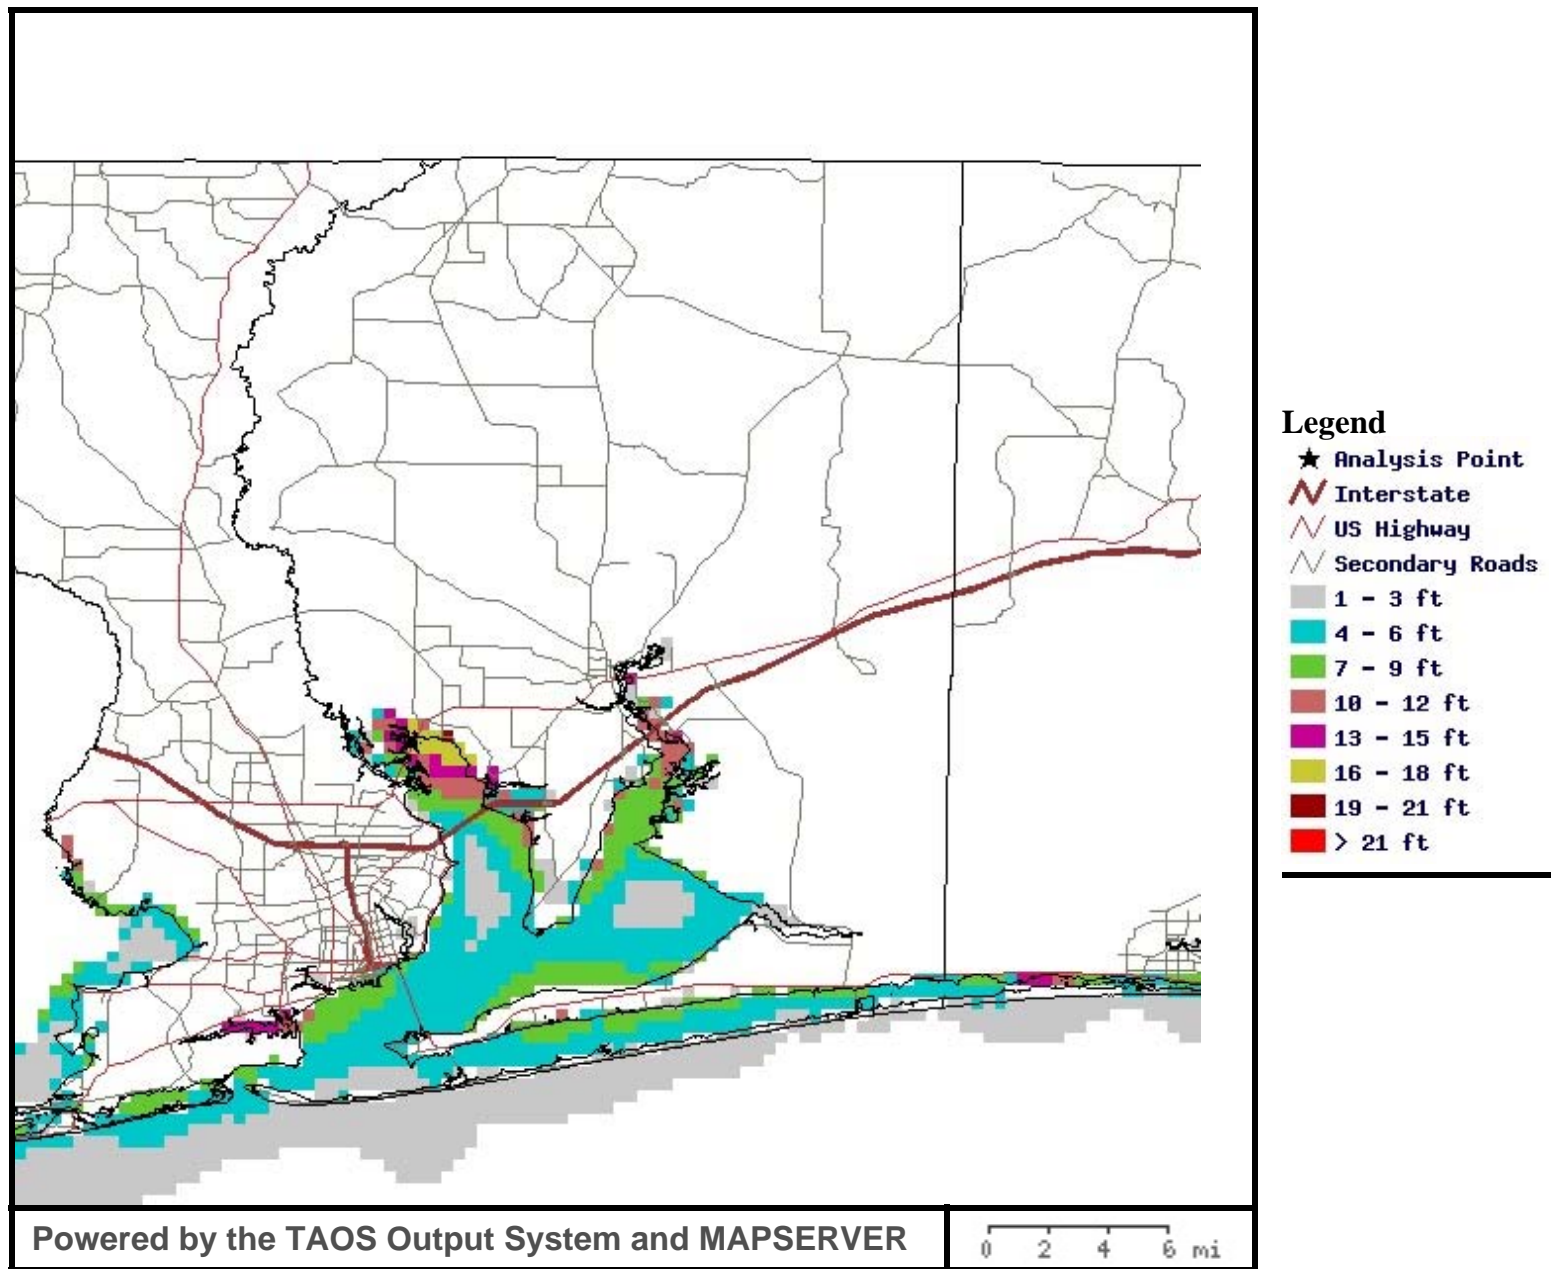 Legend
Analysis Point
Interstate
US Highway
Secondary Roads
1 - 3 ft
4 - 6 ft
7 - 9 ft
10 - 12 ft
13 - 15 ft
16 - 18 ft
19 - 21 ft
> 21 ft
Powered by the TAOS Output System and MAPSERVER
0 2 4 6 mi